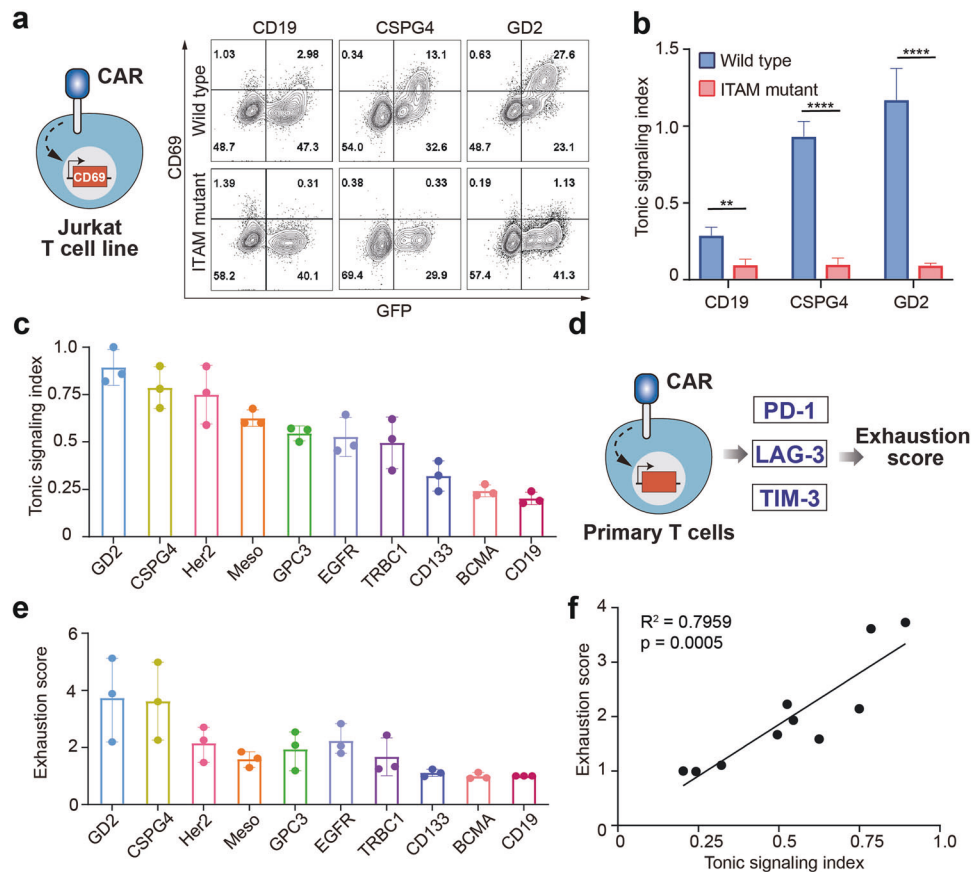 a
CD19 CSPG4 GD2
CAR
CD69
Jurkat
T cell line
CD69
Wild type
1.03 2.98 0.34 13.1 0.63 27.6
48.7 47.3 54.0 32.6 48.7 23.1
ITAM mutant
1.39 0.31 0.38 0.33 0.19 1.13
58.2 40.1 69.4 29.9 57.4 41.3
GFP
b
Tonic signaling index
1.5
1.0
0.5
0
Wild type
ITAM mutant
** **** ****
CD19 CSPG4 GD2
c
Tonic signaling index
1.0
0.75
0.5
0.25
0
GD2 CSPG4 Her2 Meso GPC3 EGFR TRBC1 CD133 BCMA CD19
d
CAR
Primary T cells
PD-1
LAG-3
TIM-3
Exhaustion
score
e
Exhaustion score
6
4
2
0
GD2 CSPG4 Her2 Meso GPC3 EGFR TRBC1 CD133 BCMA CD19
f
R² = 0.7959
p = 0.0005
Exhaustion score
4
3
2
1
0
0 0.25 0.5 0.75 1.0
Tonic signaling index